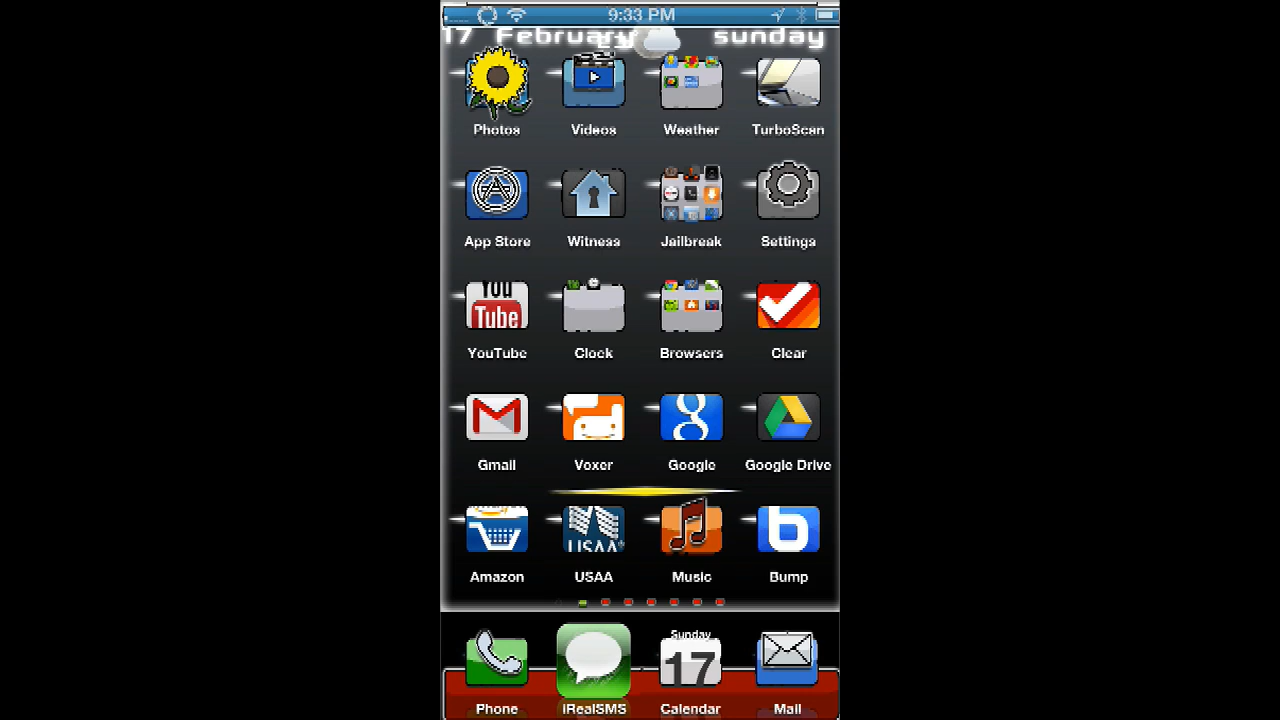 9:33 PM
17 February sunday
Photos Videos Weather TurboScan
App Store Witness Jailbreak Settings
You
Tube
YouTube Clock Browsers Clear
Gmail Voxer Google Google Drive
USAA
Amazon USAA Music Bump
Sunday
17
Phone iRealSMS Calendar Mail